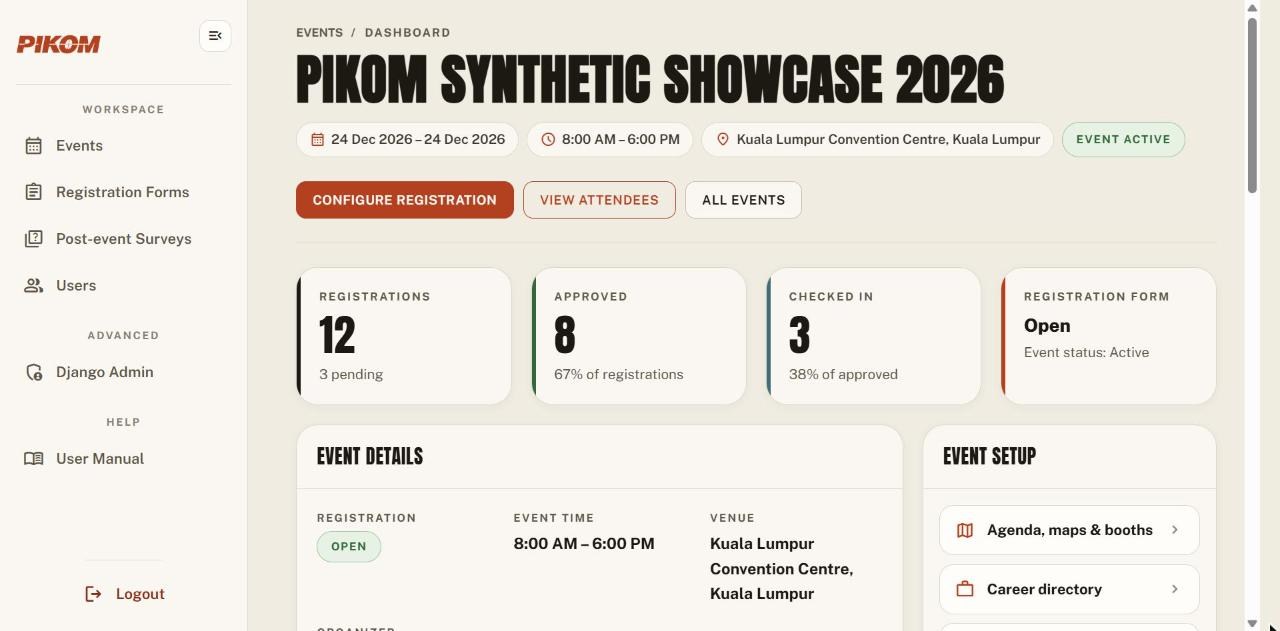 PIKOM
WORKSPACE
Events
Registration Forms
Post-event Surveys
Users
ADVANCED
Django Admin
HELP
User Manual
Logout
EVENTS / DASHBOARD
PIKOM SYNTHETIC SHOWCASE 2026
24 Dec 2026 – 24 Dec 2026
8:00 AM – 6:00 PM
Kuala Lumpur Convention Centre, Kuala Lumpur
EVENT ACTIVE
CONFIGURE REGISTRATION
VIEW ATTENDEES
ALL EVENTS
REGISTRATIONS
12
3 pending
APPROVED
8
67% of registrations
CHECKED IN
3
38% of approved
REGISTRATION FORM
Open
Event status: Active
EVENT DETAILS
REGISTRATION
OPEN
EVENT TIME
8:00 AM – 6:00 PM
VENUE
Kuala Lumpur
Convention Centre,
Kuala Lumpur
ORGANIZER
EVENT SETUP
Agenda, maps & booths
Career directory